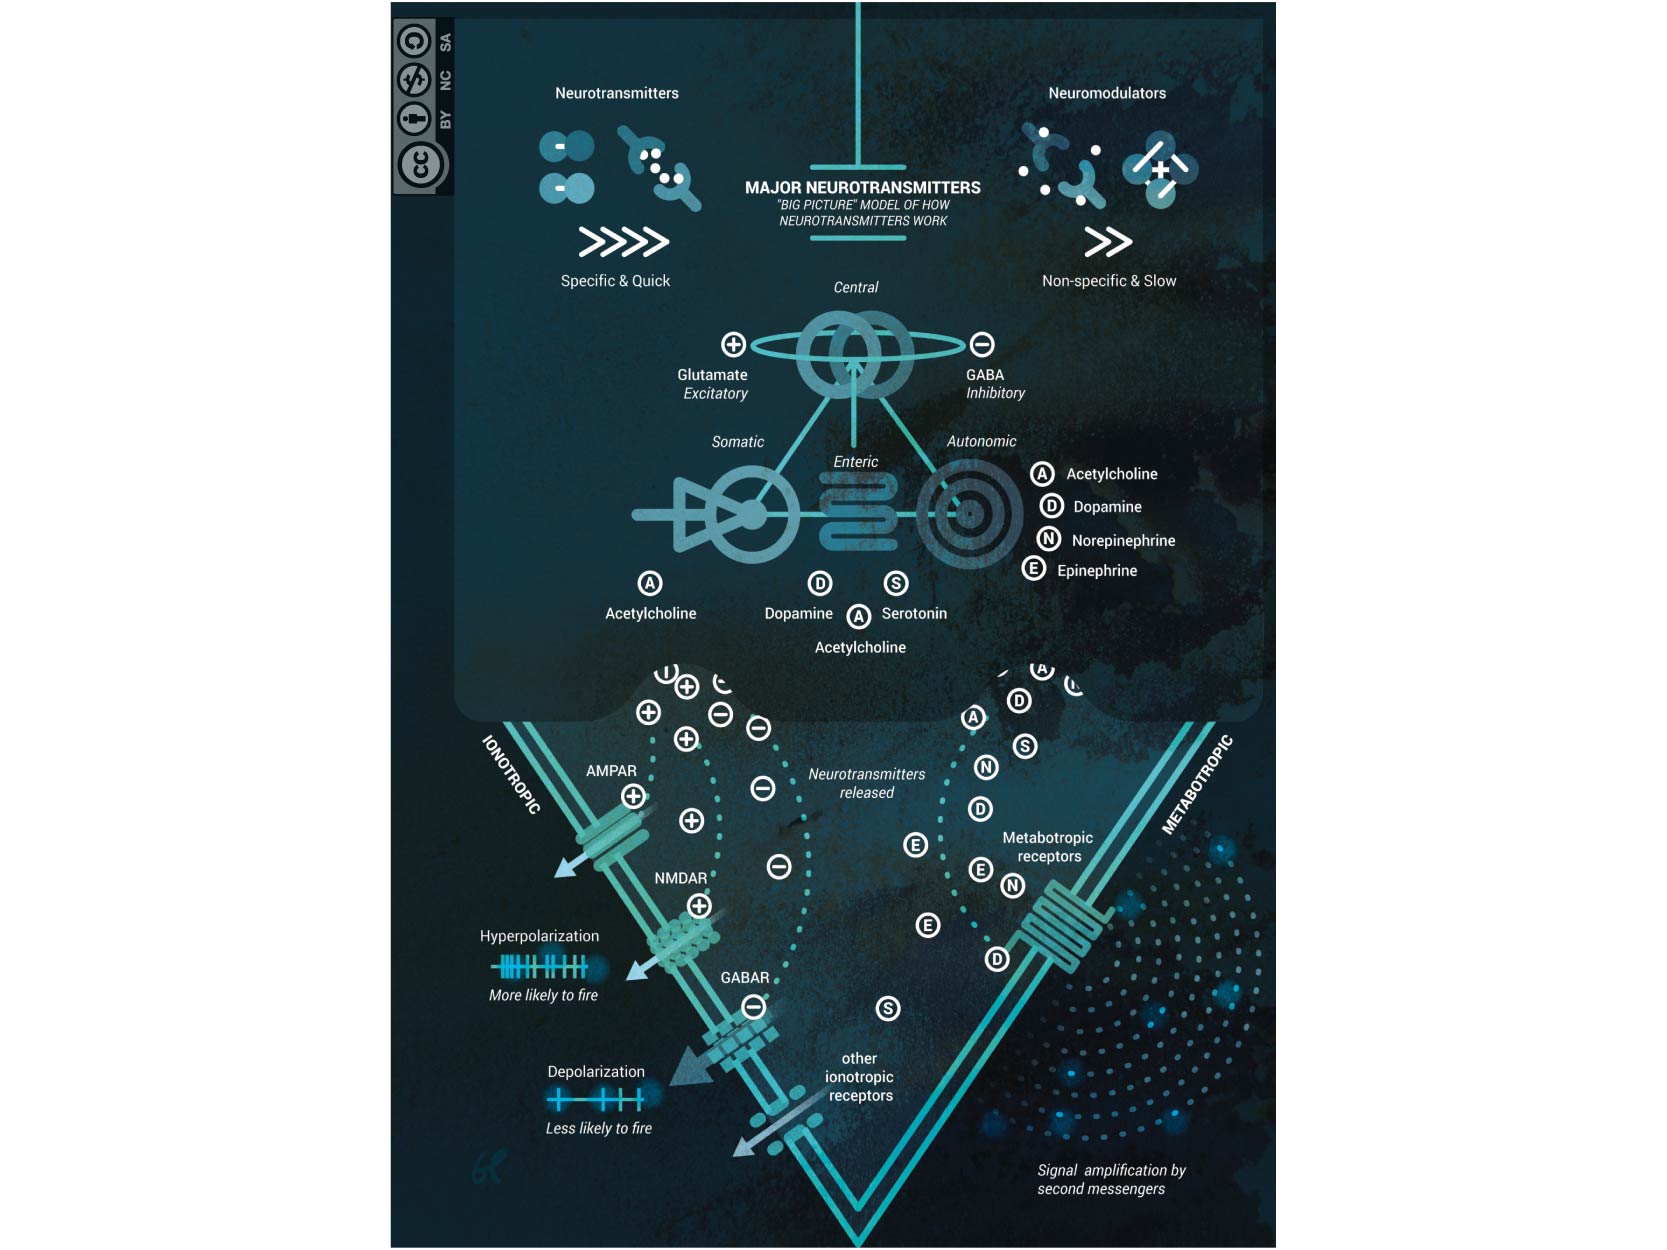 SA
NC
BY
cc
Neurotransmitters
Neuromodulators
MAJOR NEUROTRANSMITTERS
"BIG PICTURE" MODEL OF HOW
NEUROTRANSMITTERS WORK
Specific & Quick
Non-specific & Slow
Central
Glutamate
Excitatory
GABA
Inhibitory
Somatic
Enteric
Autonomic
A Acetylcholine
D Dopamine
N Norepinephrine
E Epinephrine
A
Acetylcholine
D
Dopamine
S
Serotonin
A
Acetylcholine
IONOTROPIC
METABOTROPIC
A
D
A
S
N
D
E
E
N
E
D
S
AMPAR
Neurotransmitters
released
Metabotropic
receptors
NMDAR
Hyperpolarization
More likely to fire
GABAR
Depolarization
Less likely to fire
other
ionotropic
receptors
Signal amplification by
second messengers